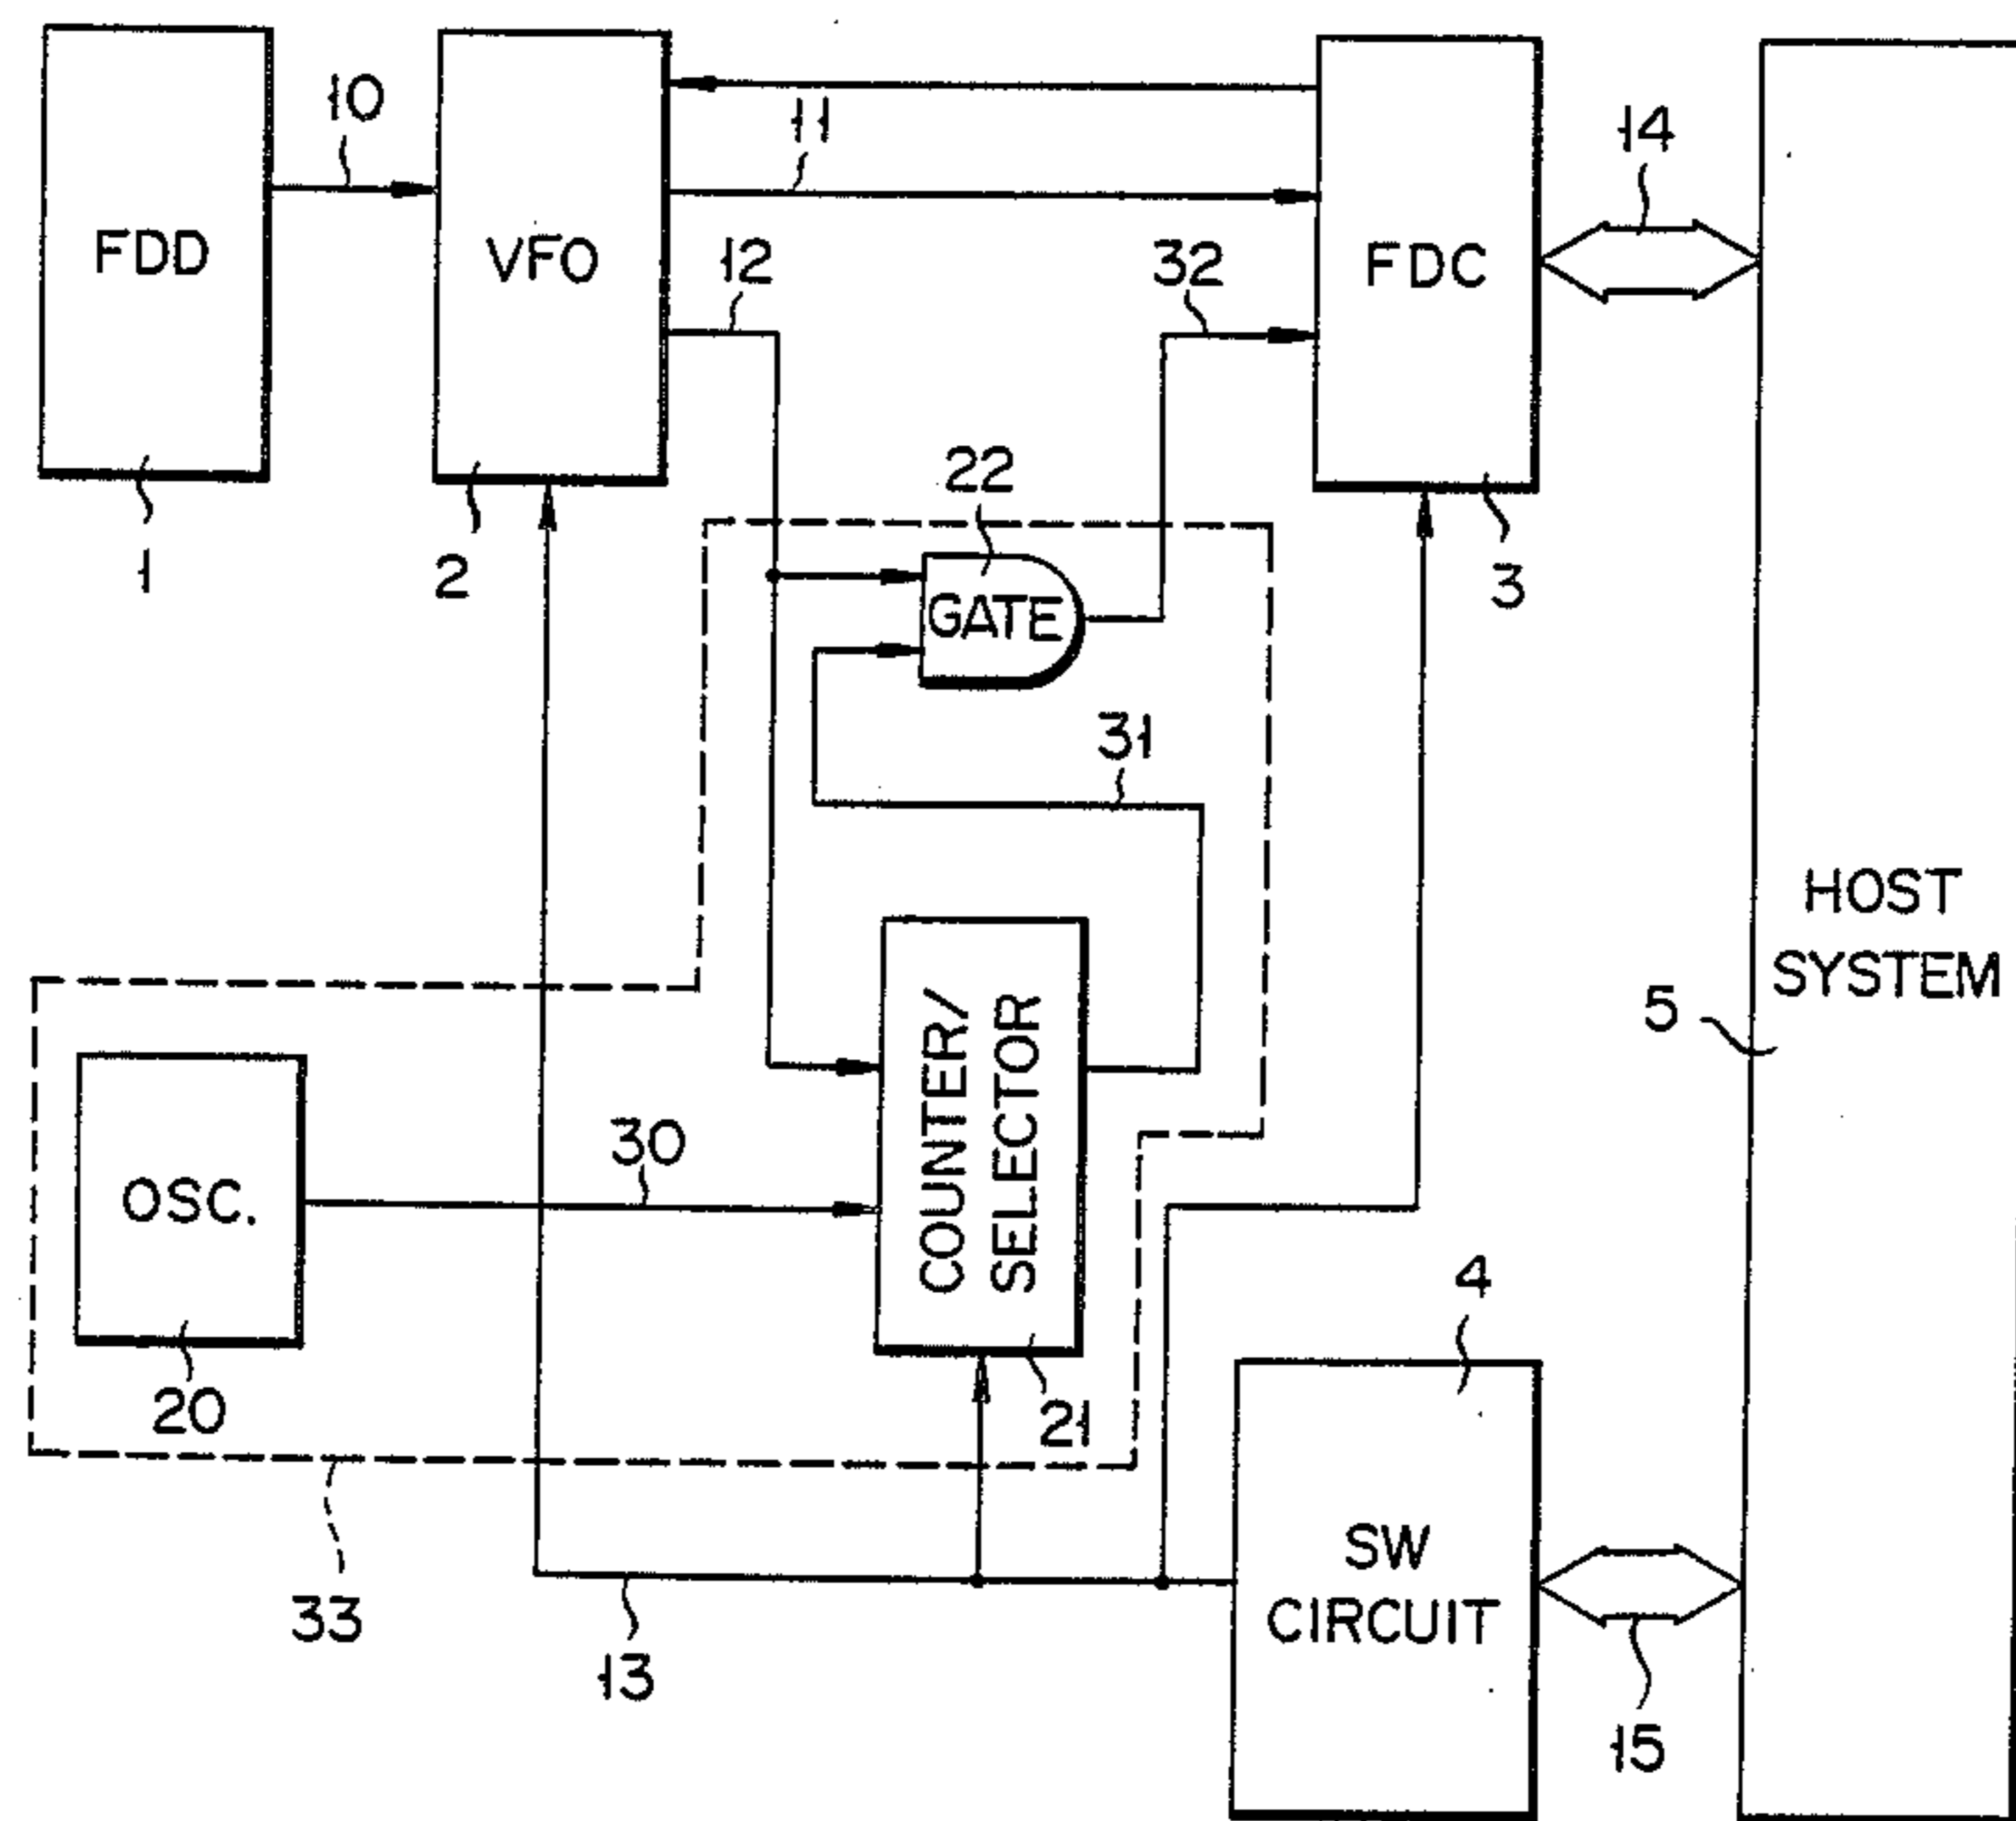 10
11
14
FDD
VFO
12
32
FDC
1
2
22
3
GATE
31
HOST
SYSTEM
5
30
OSC.
COUNTER/
SELECTOR
4
20
21
SW
CIRCUIT
33
13
15